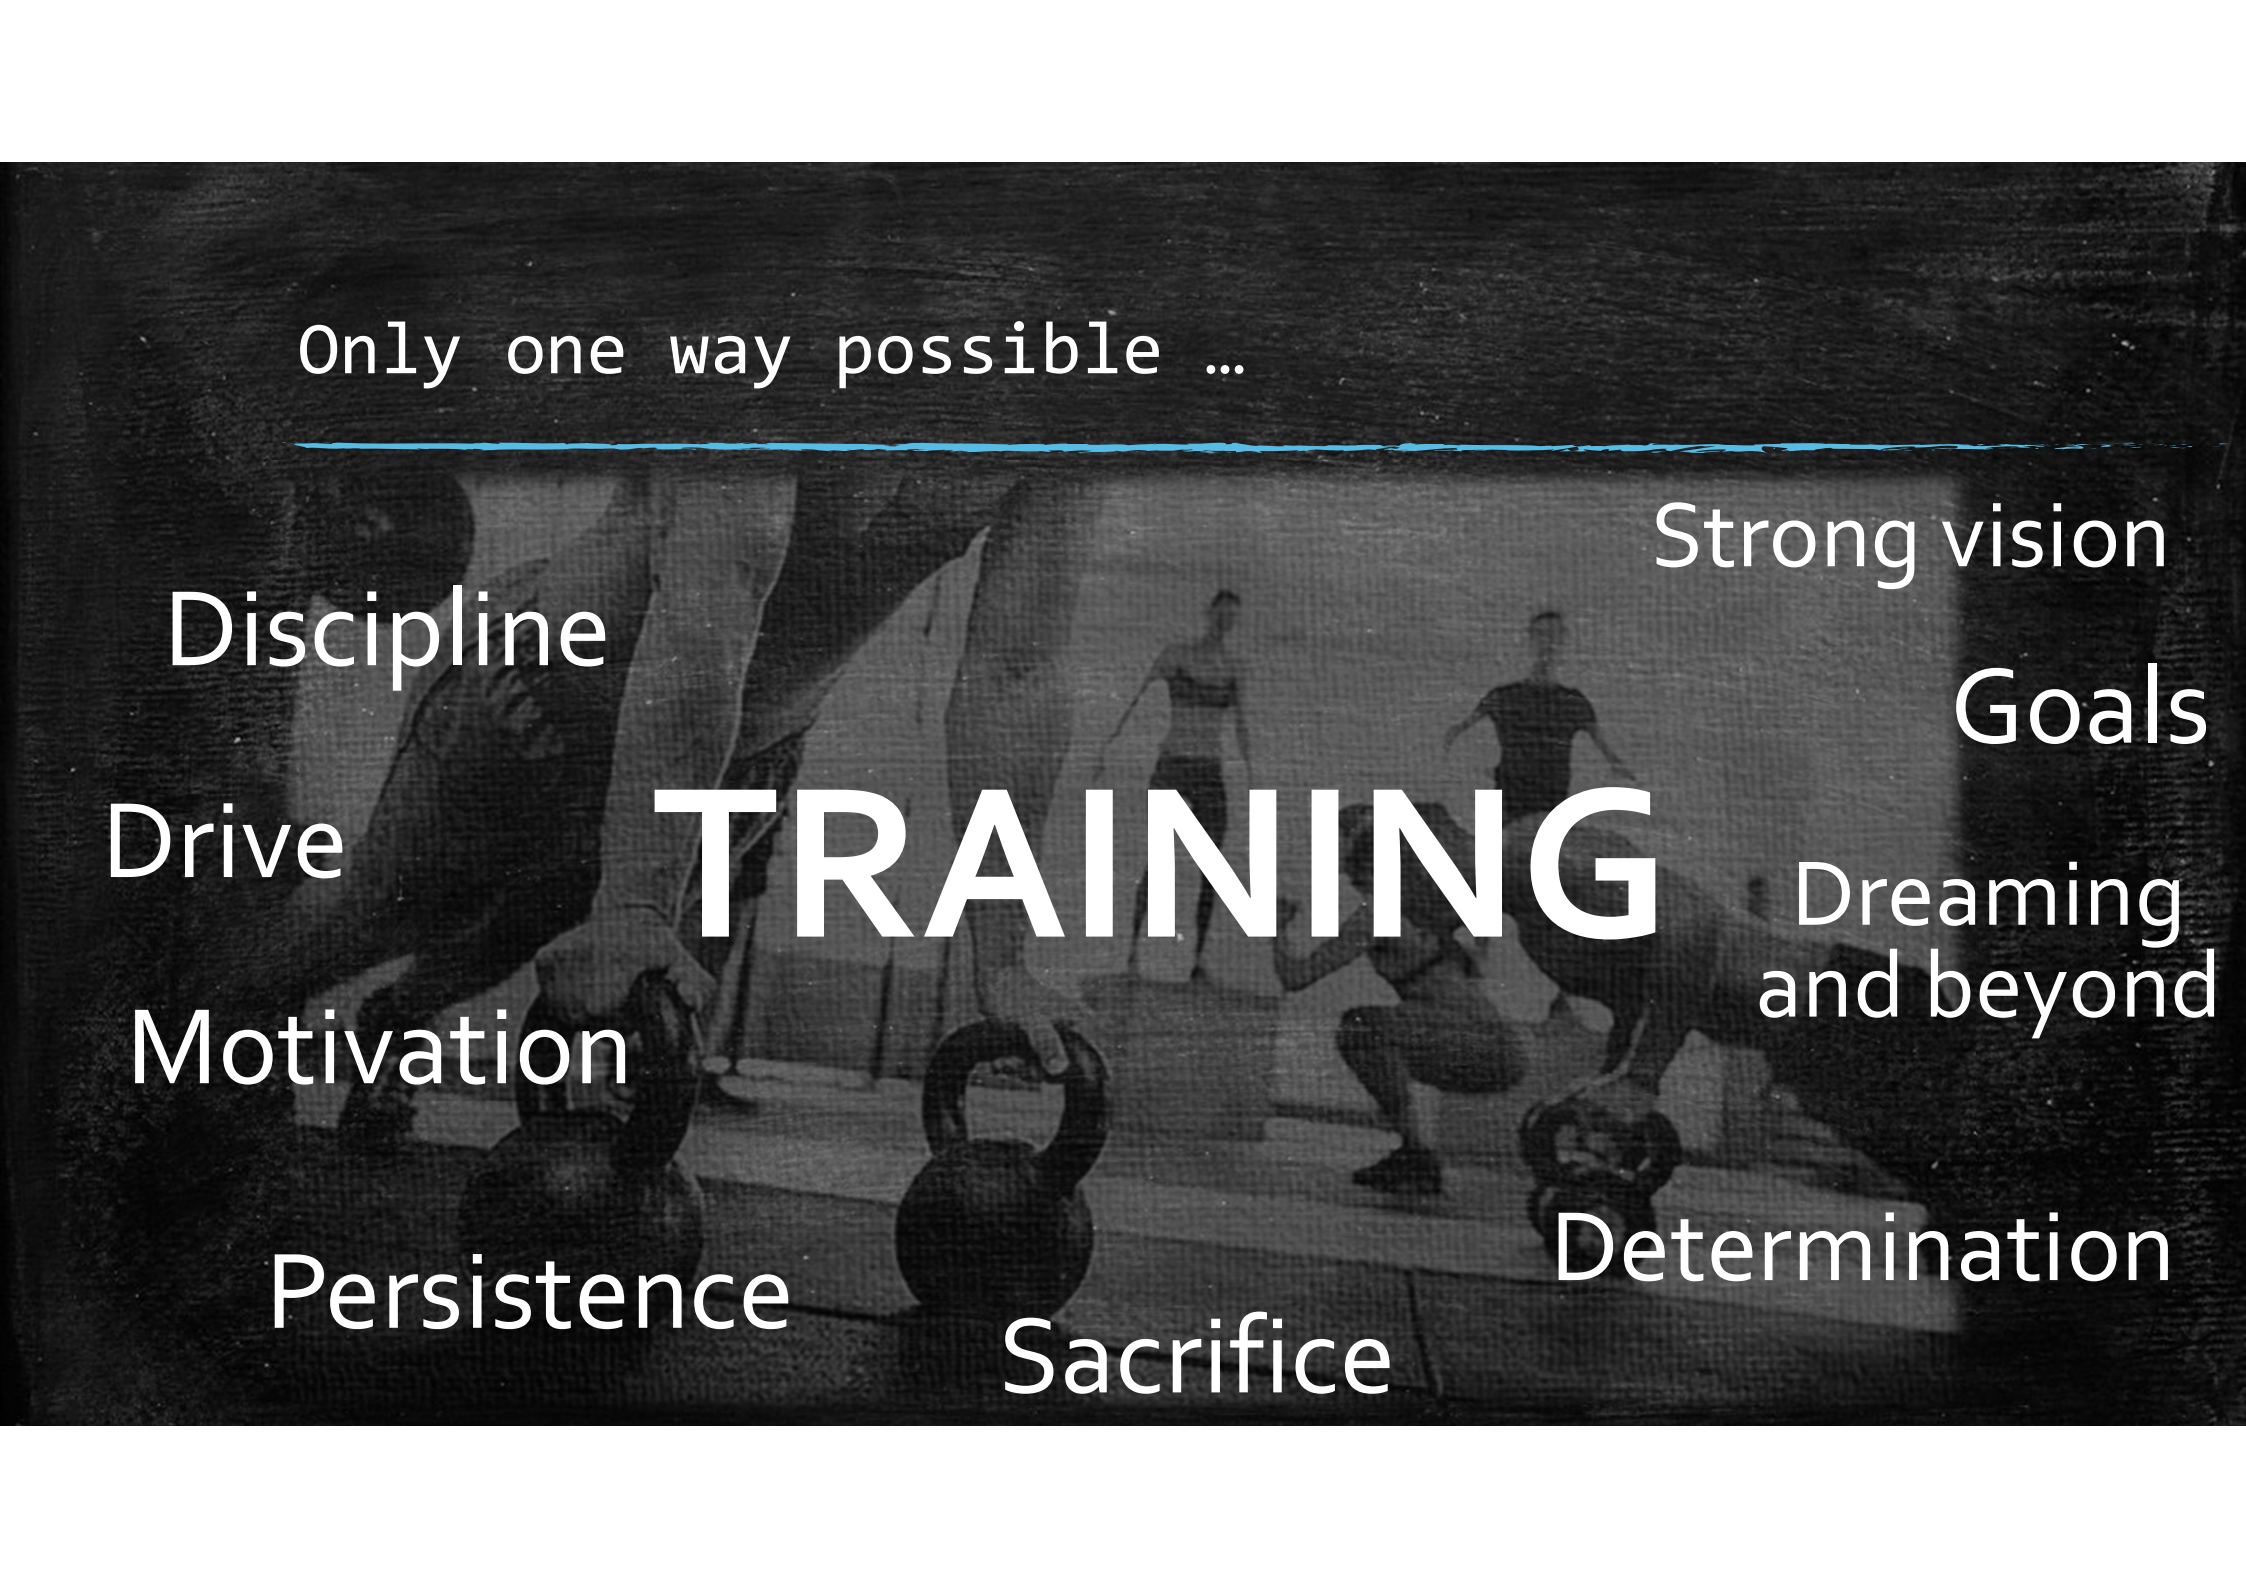 Only one way possible …
Strong vision
Discipline
Goals
TRAINING
Drive
Dreaming
and beyond
Motivation
Determination
Persistence
Sacrifice